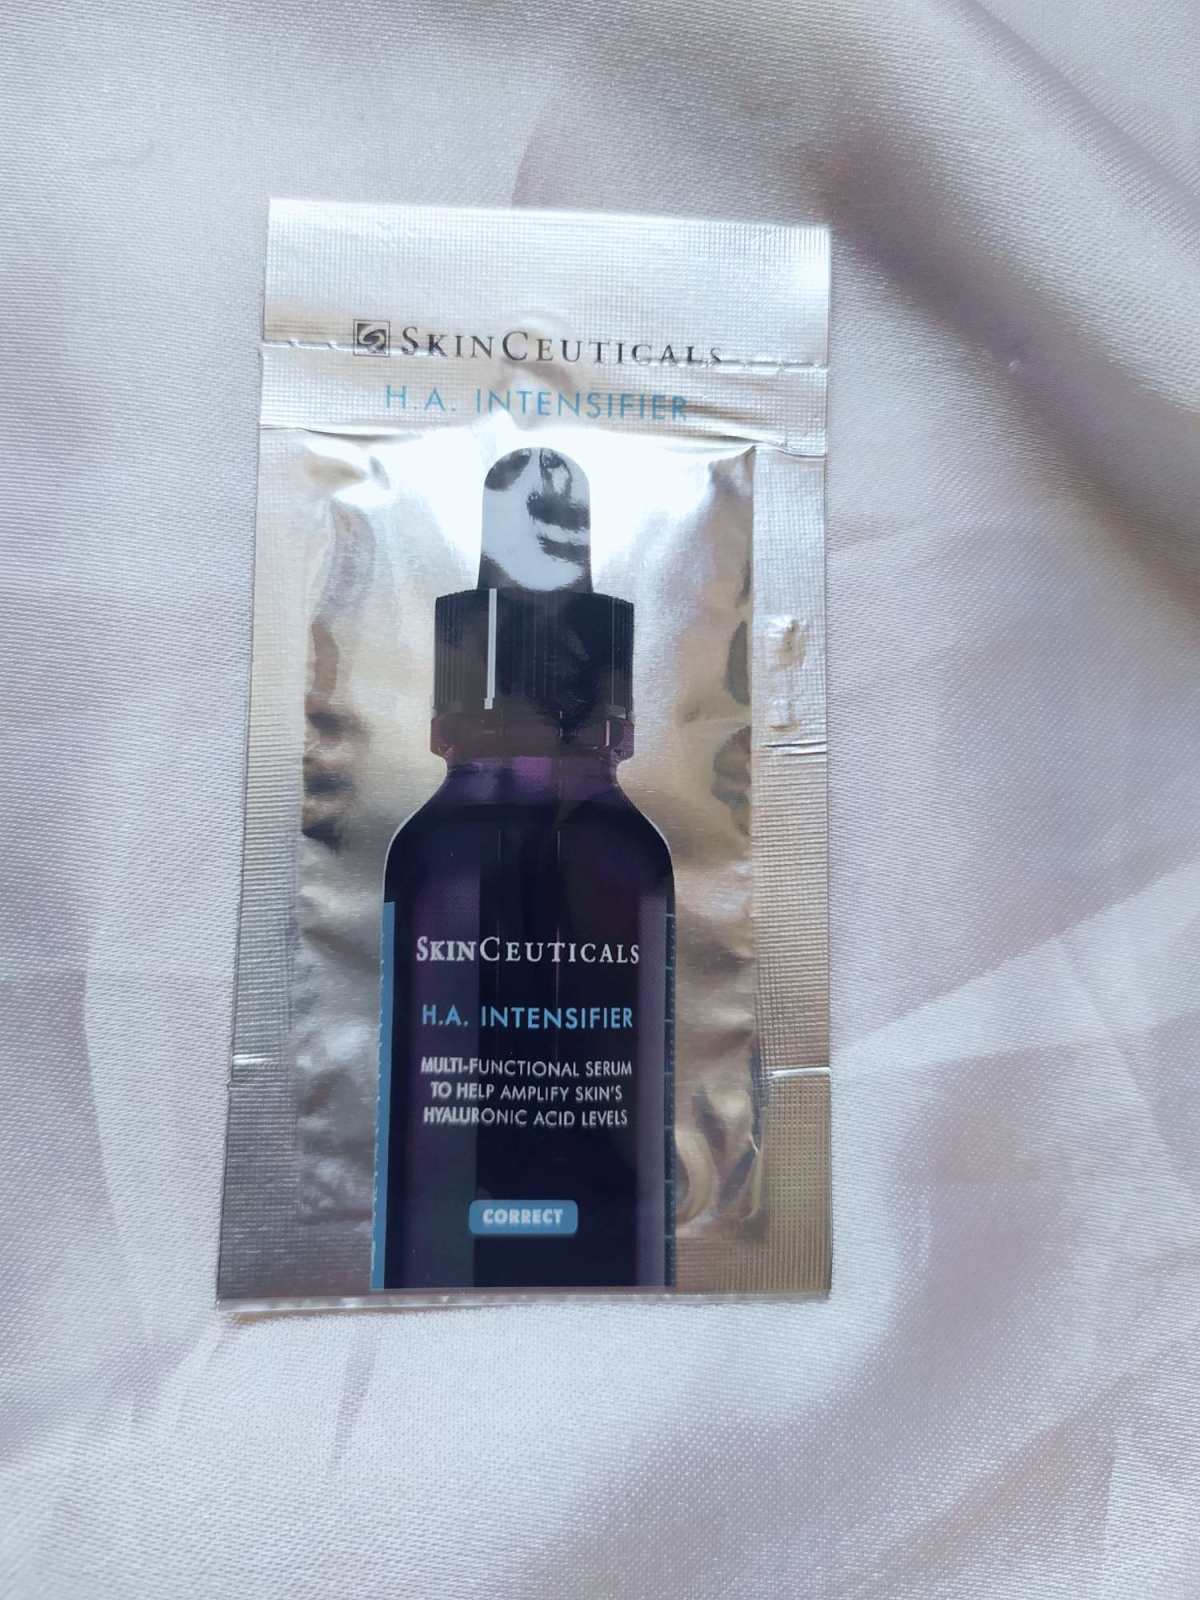 SKINCEUTICALS
H.A. INTENSIFIER
SKINCEUTICALS
H.A. INTENSIFIER
MULTI-FUNCTIONAL SERUM
TO HELP AMPLIFY SKIN'S
HYALURONIC ACID LEVELS
CORRECT